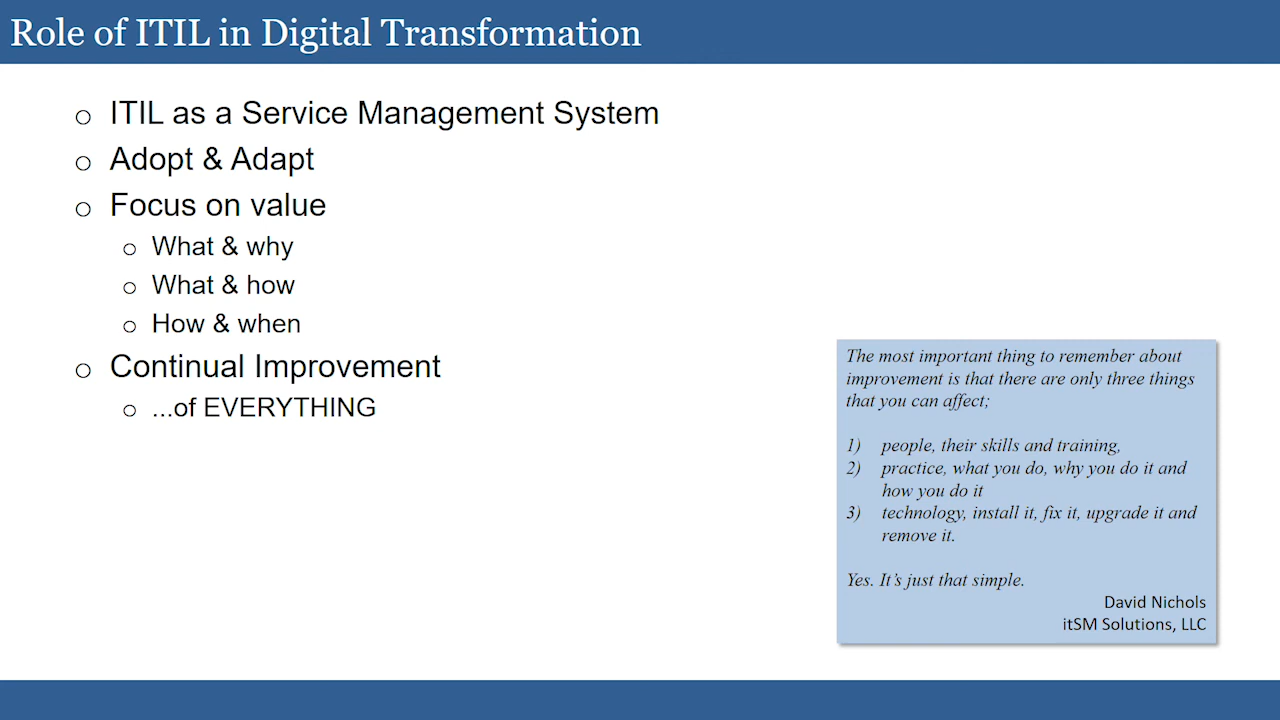 Role of ITIL in Digital Transformation
ITIL as a Service Management System
Adopt & Adapt
Focus on value
What & why
What & how
How & when
Continual Improvement
...of EVERYTHING
The most important thing to remember about
improvement is that there are only three things
that you can affect;
1) people, their skills and training,
2) practice, what you do, why you do it and
how you do it
3) technology, install it, fix it, upgrade it and
remove it.
Yes. It’s just that simple.
David Nichols
itSM Solutions, LLC